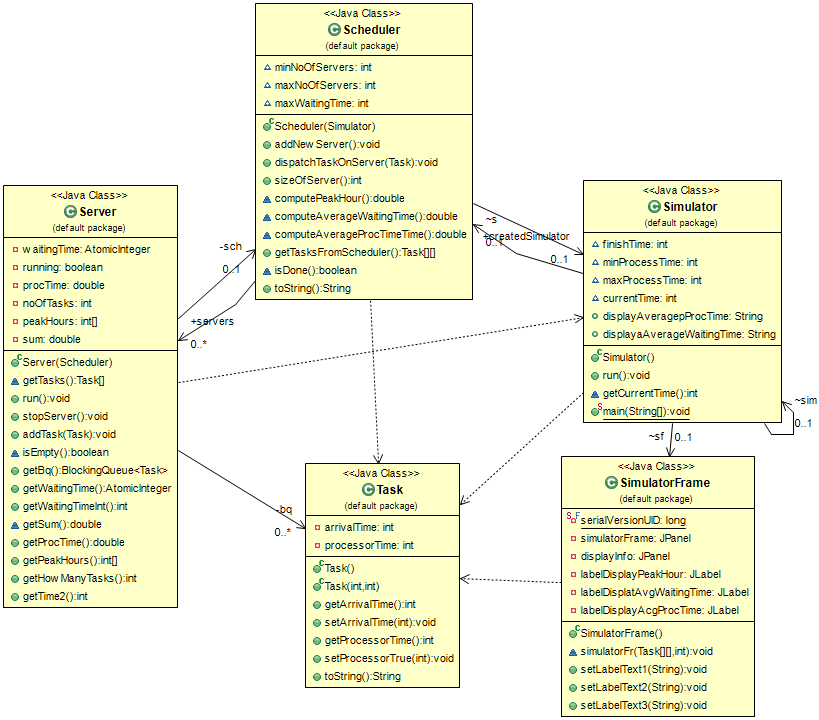 <<Java Class>>
Scheduler
(default package)
minNoOfServers: int
maxNoOfServers: int
maxWaitingTime: int
Scheduler(Simulator)
addNewServer():void
dispatchTaskOnServer(Task):void
sizeOfServer():int
computePeakHour():double
computeAverageWaitingTime():double
computeAverageProcTimeTime():double
getTasksFromScheduler():Task[][]
isDone():boolean
toString():String
<<Java Class>>
Server
(default package)
waitingTime: AtomicInteger
running: boolean
procTime: double
noOfTasks: int
peakHours: int[]
sum: double
Server(Scheduler)
getTasks():Task[]
run():void
stopServer():void
addTask(Task):void
isEmpty():boolean
getBq():BlockingQueue<Task>
getWaitingTime():AtomicInteger
getWaitingTimeInt():int
getSum():double
getProcTime():double
getPeakHours():int[]
getHowManyTasks():int
getTime2():int
-sch
0..1
+servers
0..*
~s
0..1
+createdSimulator
0..1
<<Java Class>>
Simulator
(default package)
finishTime: int
minProcessTime: int
maxProcessTime: int
currentTime: int
displayAveragepProcTime: String
displayaAverageWaitingTime: String
Simulator()
run():void
getCurrentTime():int
main(String[]):void
~sim
0..1
~sf
0..1
-bq
0..*
<<Java Class>>
Task
(default package)
arrivalTime: int
processorTime: int
Task()
Task(int,int)
getArrivalTime():int
setArrivalTime(int):void
getProcessorTime():int
setProcessorTrue(int):void
toString():String
<<Java Class>>
SimulatorFrame
(default package)
serialVersionUID: long
simulatorFrame: JPanel
displayInfo: JPanel
labelDisplayPeakHour: JLabel
labelDisplatAvgWaitingTime: JLabel
labelDisplayAcgProcTime: JLabel
SimulatorFrame()
simulatorFr(Task[][],int):void
setLabelText1(String):void
setLabelText2(String):void
setLabelText3(String):void